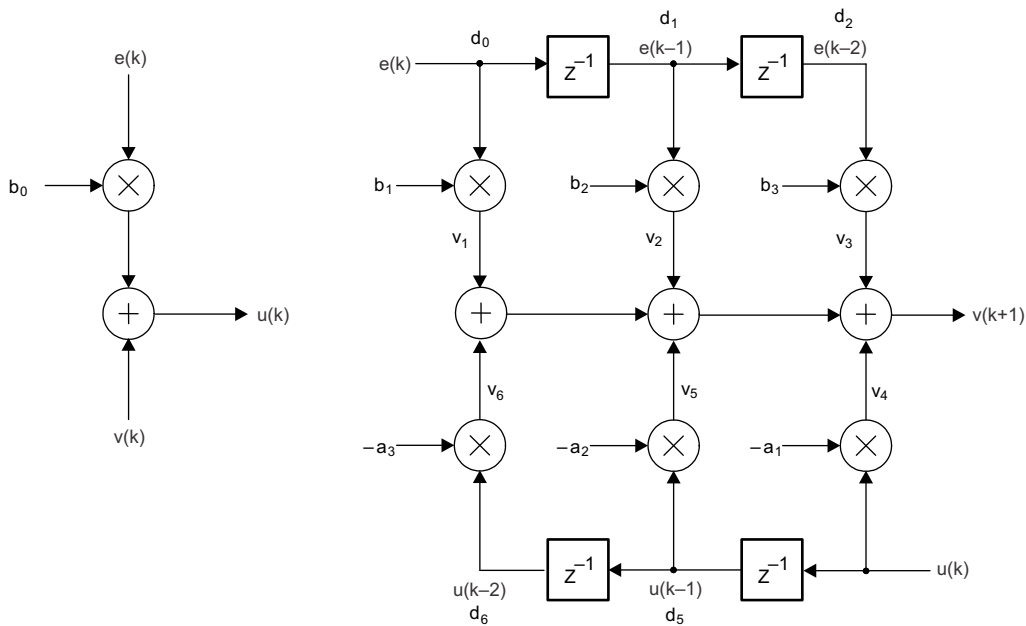 d₁ d₂
e(k) d₀ e(k–1) e(k–2)
e(k) z⁻¹ z⁻¹
b₀ b₁ b₂ b₃
v₁ v₂ v₃
u(k) v(k+1)
v₆ v₅ v₄
v(k) –a₃ –a₂ –a₁
z⁻¹ z⁻¹ u(k)
u(k–2) u(k–1)
d₆ d₅